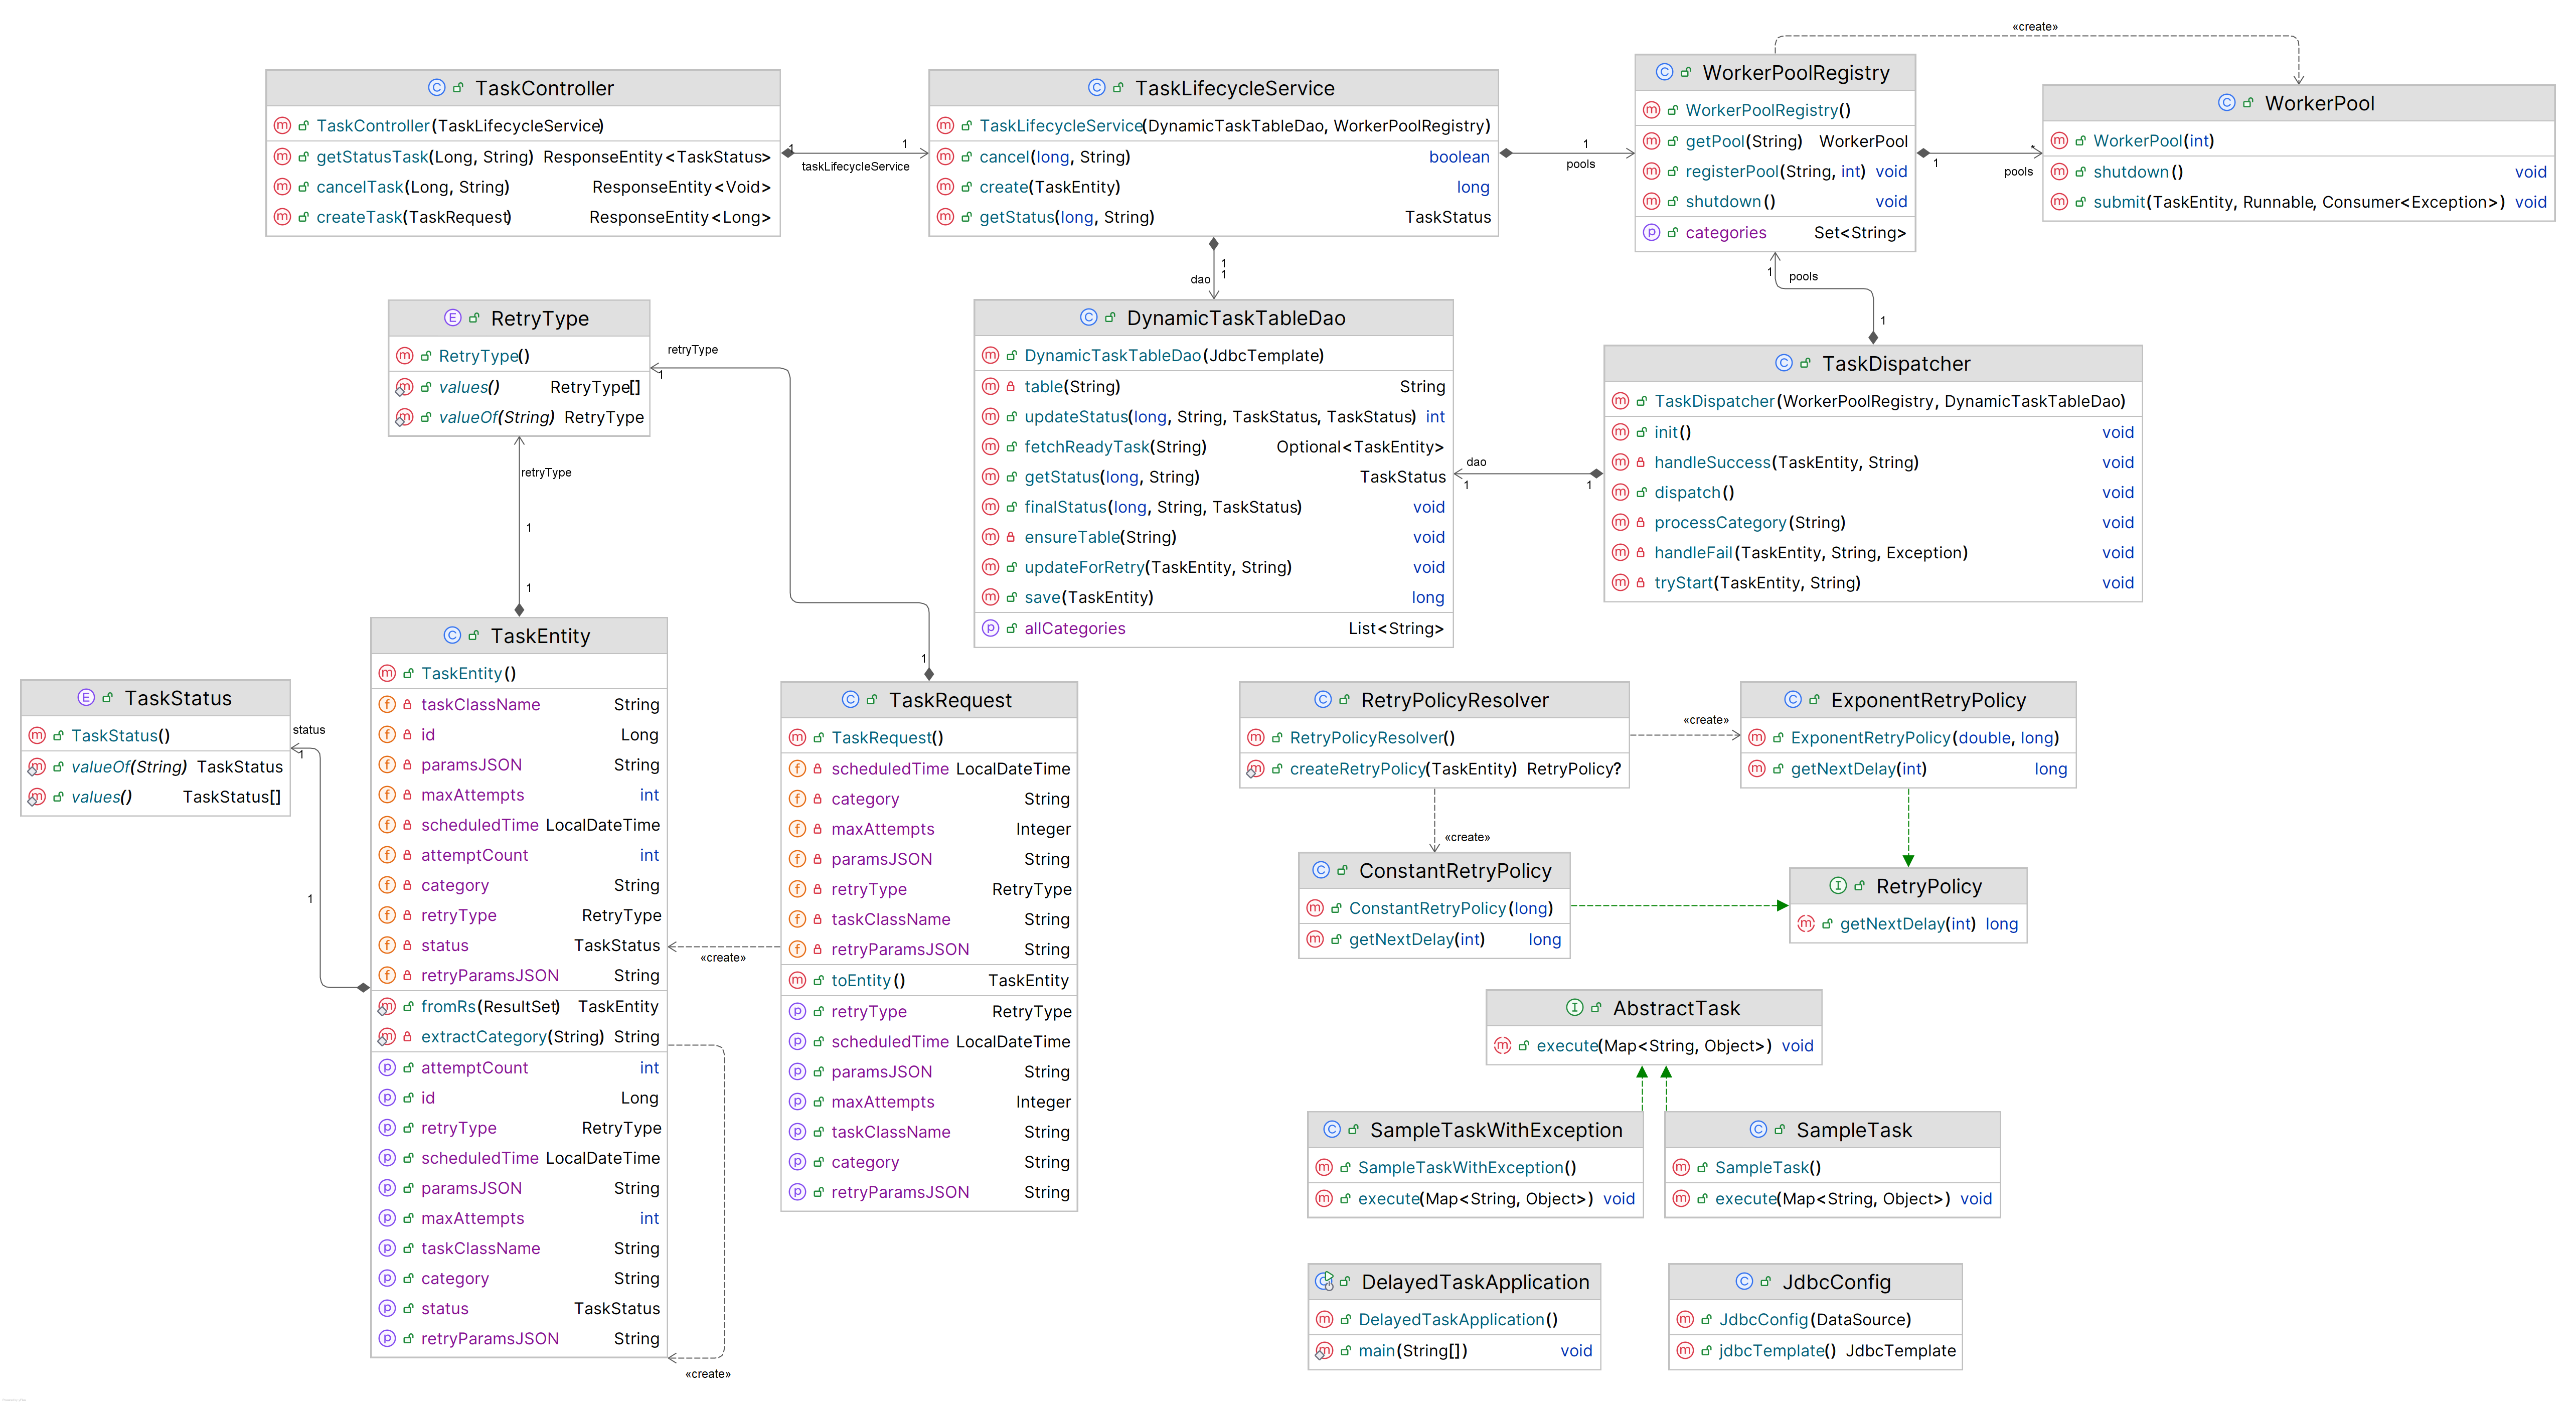 «create»
TaskController
TaskController(TaskLifecycleService)
getStatusTask(Long, String) ResponseEntity<TaskStatus>
cancelTask(Long, String) ResponseEntity<Void>
createTask(TaskRequest) ResponseEntity<Long>
1
1
taskLifecycleService
TaskLifecycleService
TaskLifecycleService(DynamicTaskTableDao, WorkerPoolRegistry)
cancel(long, String) boolean
create(TaskEntity) long
getStatus(long, String) TaskStatus
1
pools
WorkerPoolRegistry
WorkerPoolRegistry()
getPool(String) WorkerPool
registerPool(String, int) void
shutdown() void
categories Set<String>
1
*
pools
WorkerPool
WorkerPool(int)
shutdown() void
submit(TaskEntity, Runnable, Consumer<Exception>) void
1
1
dao
1
pools
1
RetryType
RetryType()
values() RetryType[]
valueOf(String) RetryType
retryType
1
retryType
1
1
DynamicTaskTableDao
DynamicTaskTableDao(JdbcTemplate)
table(String) String
updateStatus(long, String, TaskStatus, TaskStatus) int
fetchReadyTask(String) Optional<TaskEntity>
getStatus(long, String) TaskStatus
finalStatus(long, String, TaskStatus) void
ensureTable(String) void
updateForRetry(TaskEntity, String) void
save(TaskEntity) long
allCategories List<String>
dao
1
1
TaskDispatcher
TaskDispatcher(WorkerPoolRegistry, DynamicTaskTableDao)
init() void
handleSuccess(TaskEntity, String) void
dispatch() void
processCategory(String) void
handleFail(TaskEntity, String, Exception) void
tryStart(TaskEntity, String) void
TaskStatus
TaskStatus()
valueOf(String) TaskStatus
values() TaskStatus[]
status
1
1
TaskEntity
TaskEntity()
taskClassName String
id Long
paramsJSON String
maxAttempts int
scheduledTime LocalDateTime
attemptCount int
category String
retryType RetryType
status TaskStatus
retryParamsJSON String
fromRs(ResultSet) TaskEntity
extractCategory(String) String
attemptCount int
id Long
retryType RetryType
scheduledTime LocalDateTime
paramsJSON String
maxAttempts int
taskClassName String
category String
status TaskStatus
retryParamsJSON String
«create»
«create»
1
TaskRequest
TaskRequest()
scheduledTime LocalDateTime
category String
maxAttempts Integer
paramsJSON String
retryType RetryType
taskClassName String
retryParamsJSON String
toEntity() TaskEntity
retryType RetryType
scheduledTime LocalDateTime
paramsJSON String
maxAttempts Integer
taskClassName String
category String
retryParamsJSON String
RetryPolicyResolver
RetryPolicyResolver()
createRetryPolicy(TaskEntity) RetryPolicy?
«create»
ExponentRetryPolicy
ExponentRetryPolicy(double, long)
getNextDelay(int) long
«create»
ConstantRetryPolicy
ConstantRetryPolicy(long)
getNextDelay(int) long
RetryPolicy
getNextDelay(int) long
AbstractTask
execute(Map<String, Object>) void
SampleTaskWithException
SampleTaskWithException()
execute(Map<String, Object>) void
SampleTask
SampleTask()
execute(Map<String, Object>) void
DelayedTaskApplication
DelayedTaskApplication()
main(String[]) void
JdbcConfig
JdbcConfig(DataSource)
jdbcTemplate() JdbcTemplate